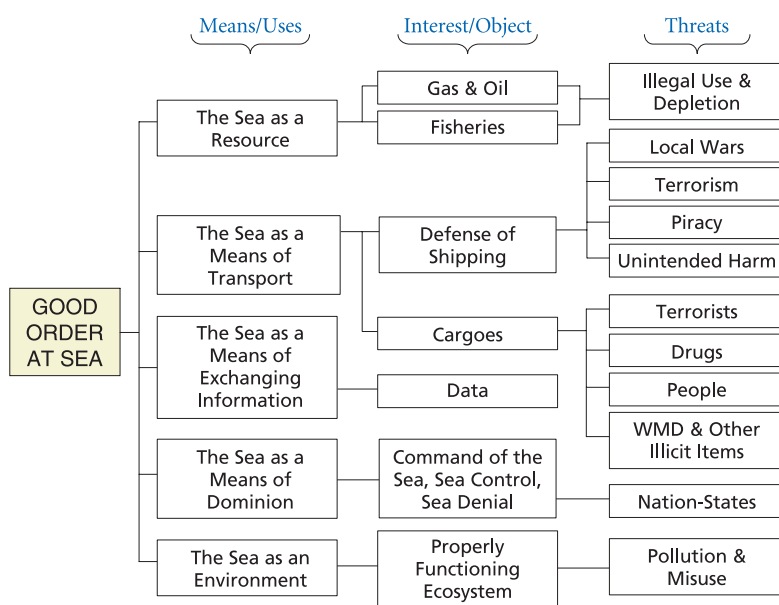 Means/Uses
Interest/Object
Threats
GOOD
ORDER
AT SEA
The Sea as a
Resource
Gas & Oil
Fisheries
Illegal Use &
Depletion
The Sea as a
Means of
Transport
Defense of
Shipping
Local Wars
Terrorism
Piracy
Unintended Harm
Cargoes
Terrorists
Drugs
People
WMD & Other
Illicit Items
The Sea as a
Means of
Exchanging
Information
Data
The Sea as a
Means of
Dominion
Command of the
Sea, Sea Control,
Sea Denial
Nation-States
The Sea as an
Environment
Properly
Functioning
Ecosystem
Pollution &
Misuse